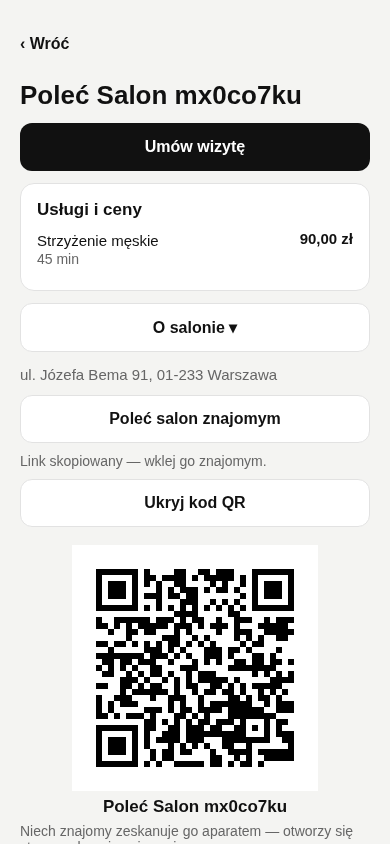 ‹ Wróć
Poleć Salon mx0co7ku
Umów wizytę
Usługi i ceny
Strzyżenie męskie 90,00 zł
45 min
O salonie ▾
ul. Józefa Bema 91, 01-233 Warszawa
Poleć salon znajomym
Link skopiowany — wklej go znajomym.
Ukryj kod QR
Poleć Salon mx0co7ku
Niech znajomy zeskanuje go aparatem — otworzy się